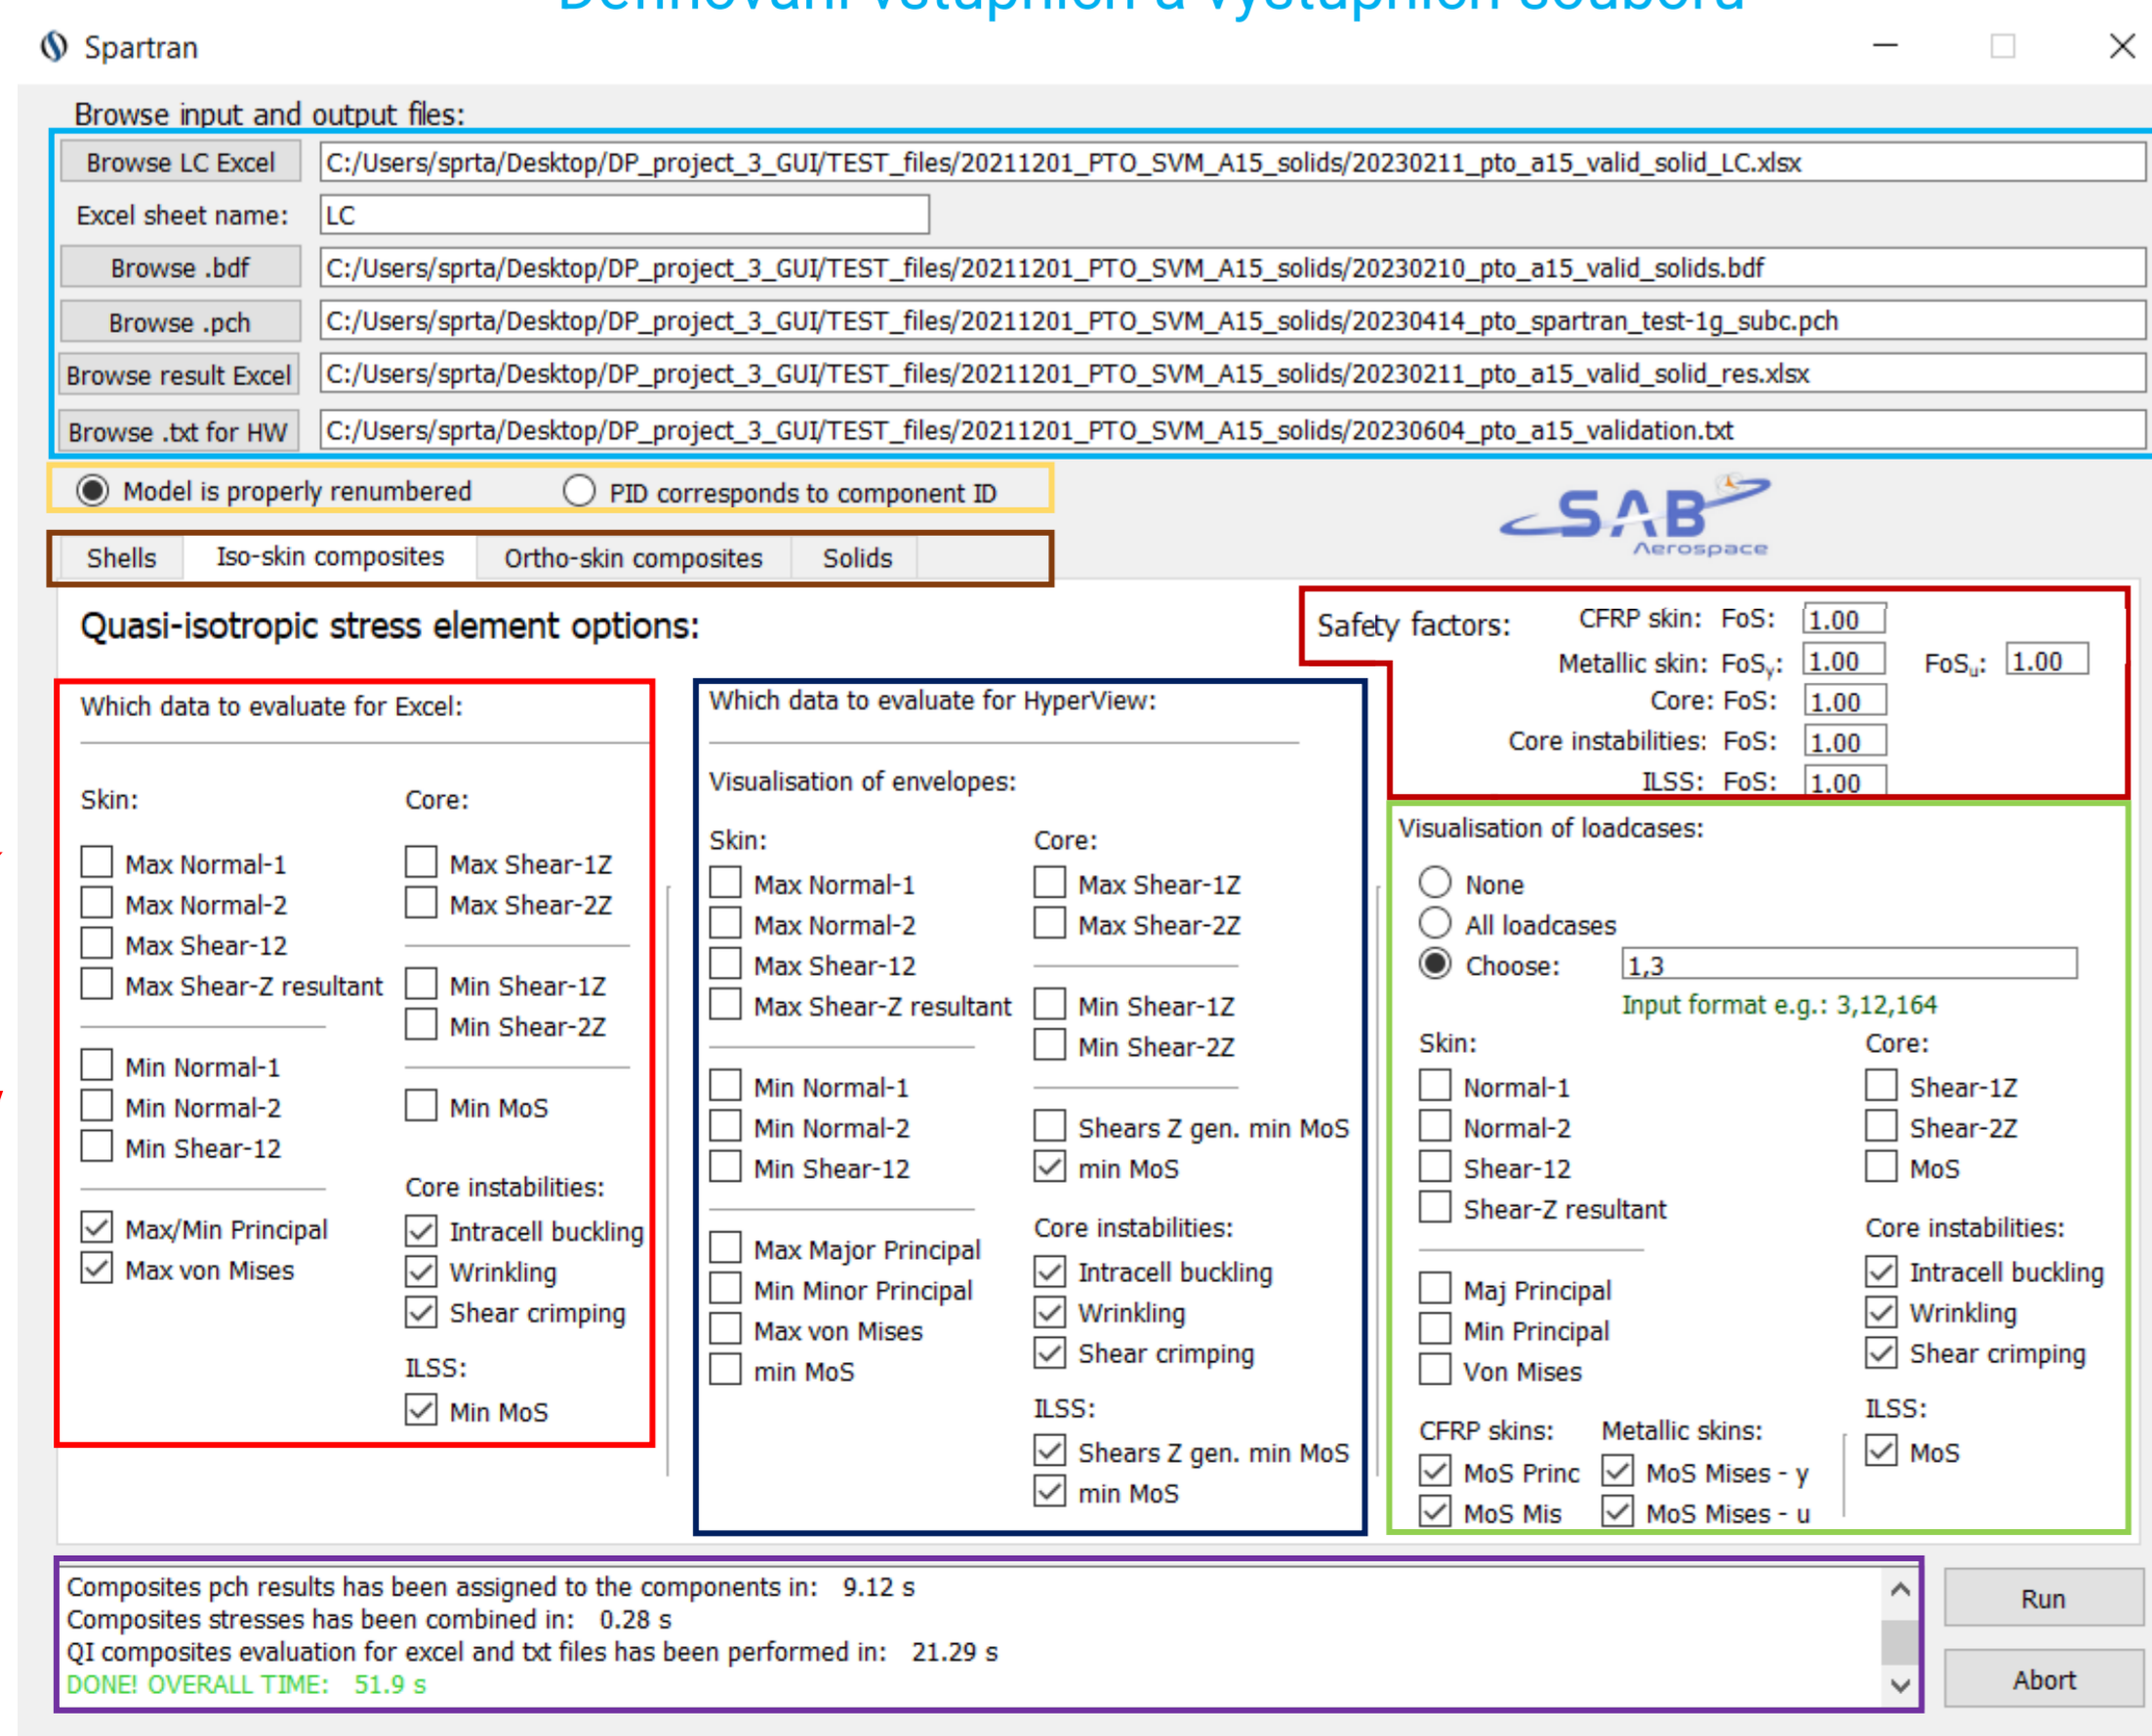 Definování vstupních a výstupních souborů
Spartran
Browse input and output files:
Browse LC Excel C:/Users/sprta/Desktop/DP_project_3_GUI/TEST_files/20211201_PTO_SVM_A15_solids/20230211_pto_a15_valid_solid_LC.xlsx
Excel sheet name: LC
Browse .bdf C:/Users/sprta/Desktop/DP_project_3_GUI/TEST_files/20211201_PTO_SVM_A15_solids/20230210_pto_a15_valid_solids.bdf
Browse .pch C:/Users/sprta/Desktop/DP_project_3_GUI/TEST_files/20211201_PTO_SVM_A15_solids/20230414_pto_spartran_test-1g_subc.pch
Browse result Excel C:/Users/sprta/Desktop/DP_project_3_GUI/TEST_files/20211201_PTO_SVM_A15_solids/20230211_pto_a15_valid_solid_res.xlsx
Browse .txt for HW C:/Users/sprta/Desktop/DP_project_3_GUI/TEST_files/20211201_PTO_SVM_A15_solids/20230604_pto_a15_validation.txt
Model is properly renumbered PID corresponds to component ID
SAB
Aerospace
Shells Iso-skin composites Ortho-skin composites Solids
Quasi-isotropic stress element options:
Safety factors: CFRP skin: FoS: 1.00
Metallic skin: FoSy: 1.00 FoSu: 1.00
Core: FoS: 1.00
Core instabilities: FoS: 1.00
ILSS: FoS: 1.00
Which data to evaluate for Excel:
Skin:
Max Normal-1
Max Normal-2
Max Shear-12
Max Shear-Z resultant
Min Normal-1
Min Normal-2
Min Shear-12
Max/Min Principal
Max von Mises
Core:
Max Shear-1Z
Max Shear-2Z
Min Shear-1Z
Min Shear-2Z
Min MoS
Core instabilities:
Intracell buckling
Wrinkling
Shear crimping
ILSS:
Min MoS
Which data to evaluate for HyperView:
Visualisation of envelopes:
Skin:
Max Normal-1
Max Normal-2
Max Shear-12
Max Shear-Z resultant
Min Normal-1
Min Normal-2
Min Shear-12
Max Major Principal
Min Minor Principal
Max von Mises
min MoS
Core:
Max Shear-1Z
Max Shear-2Z
Min Shear-1Z
Min Shear-2Z
Shears Z gen. min MoS
min MoS
Core instabilities:
Intracell buckling
Wrinkling
Shear crimping
ILSS:
Shears Z gen. min MoS
min MoS
Visualisation of loadcases:
None
All loadcases
Choose: 1,3
Input format e.g.: 3,12,164
Skin:
Normal-1
Normal-2
Shear-12
Shear-Z resultant
Maj Principal
Min Principal
Von Mises
CFRP skins:
MoS Princ
MoS Mis
Metallic skins:
MoS Mises - y
MoS Mises - u
Core:
Shear-1Z
Shear-2Z
MoS
Core instabilities:
Intracell buckling
Wrinkling
Shear crimping
ILSS:
MoS
Composites pch results has been assigned to the components in: 9.12 s
Composites stresses has been combined in: 0.28 s
QI composites evaluation for excel and txt files has been performed in: 21.29 s
DONE! OVERALL TIME: 51.9 s
Run
Abort